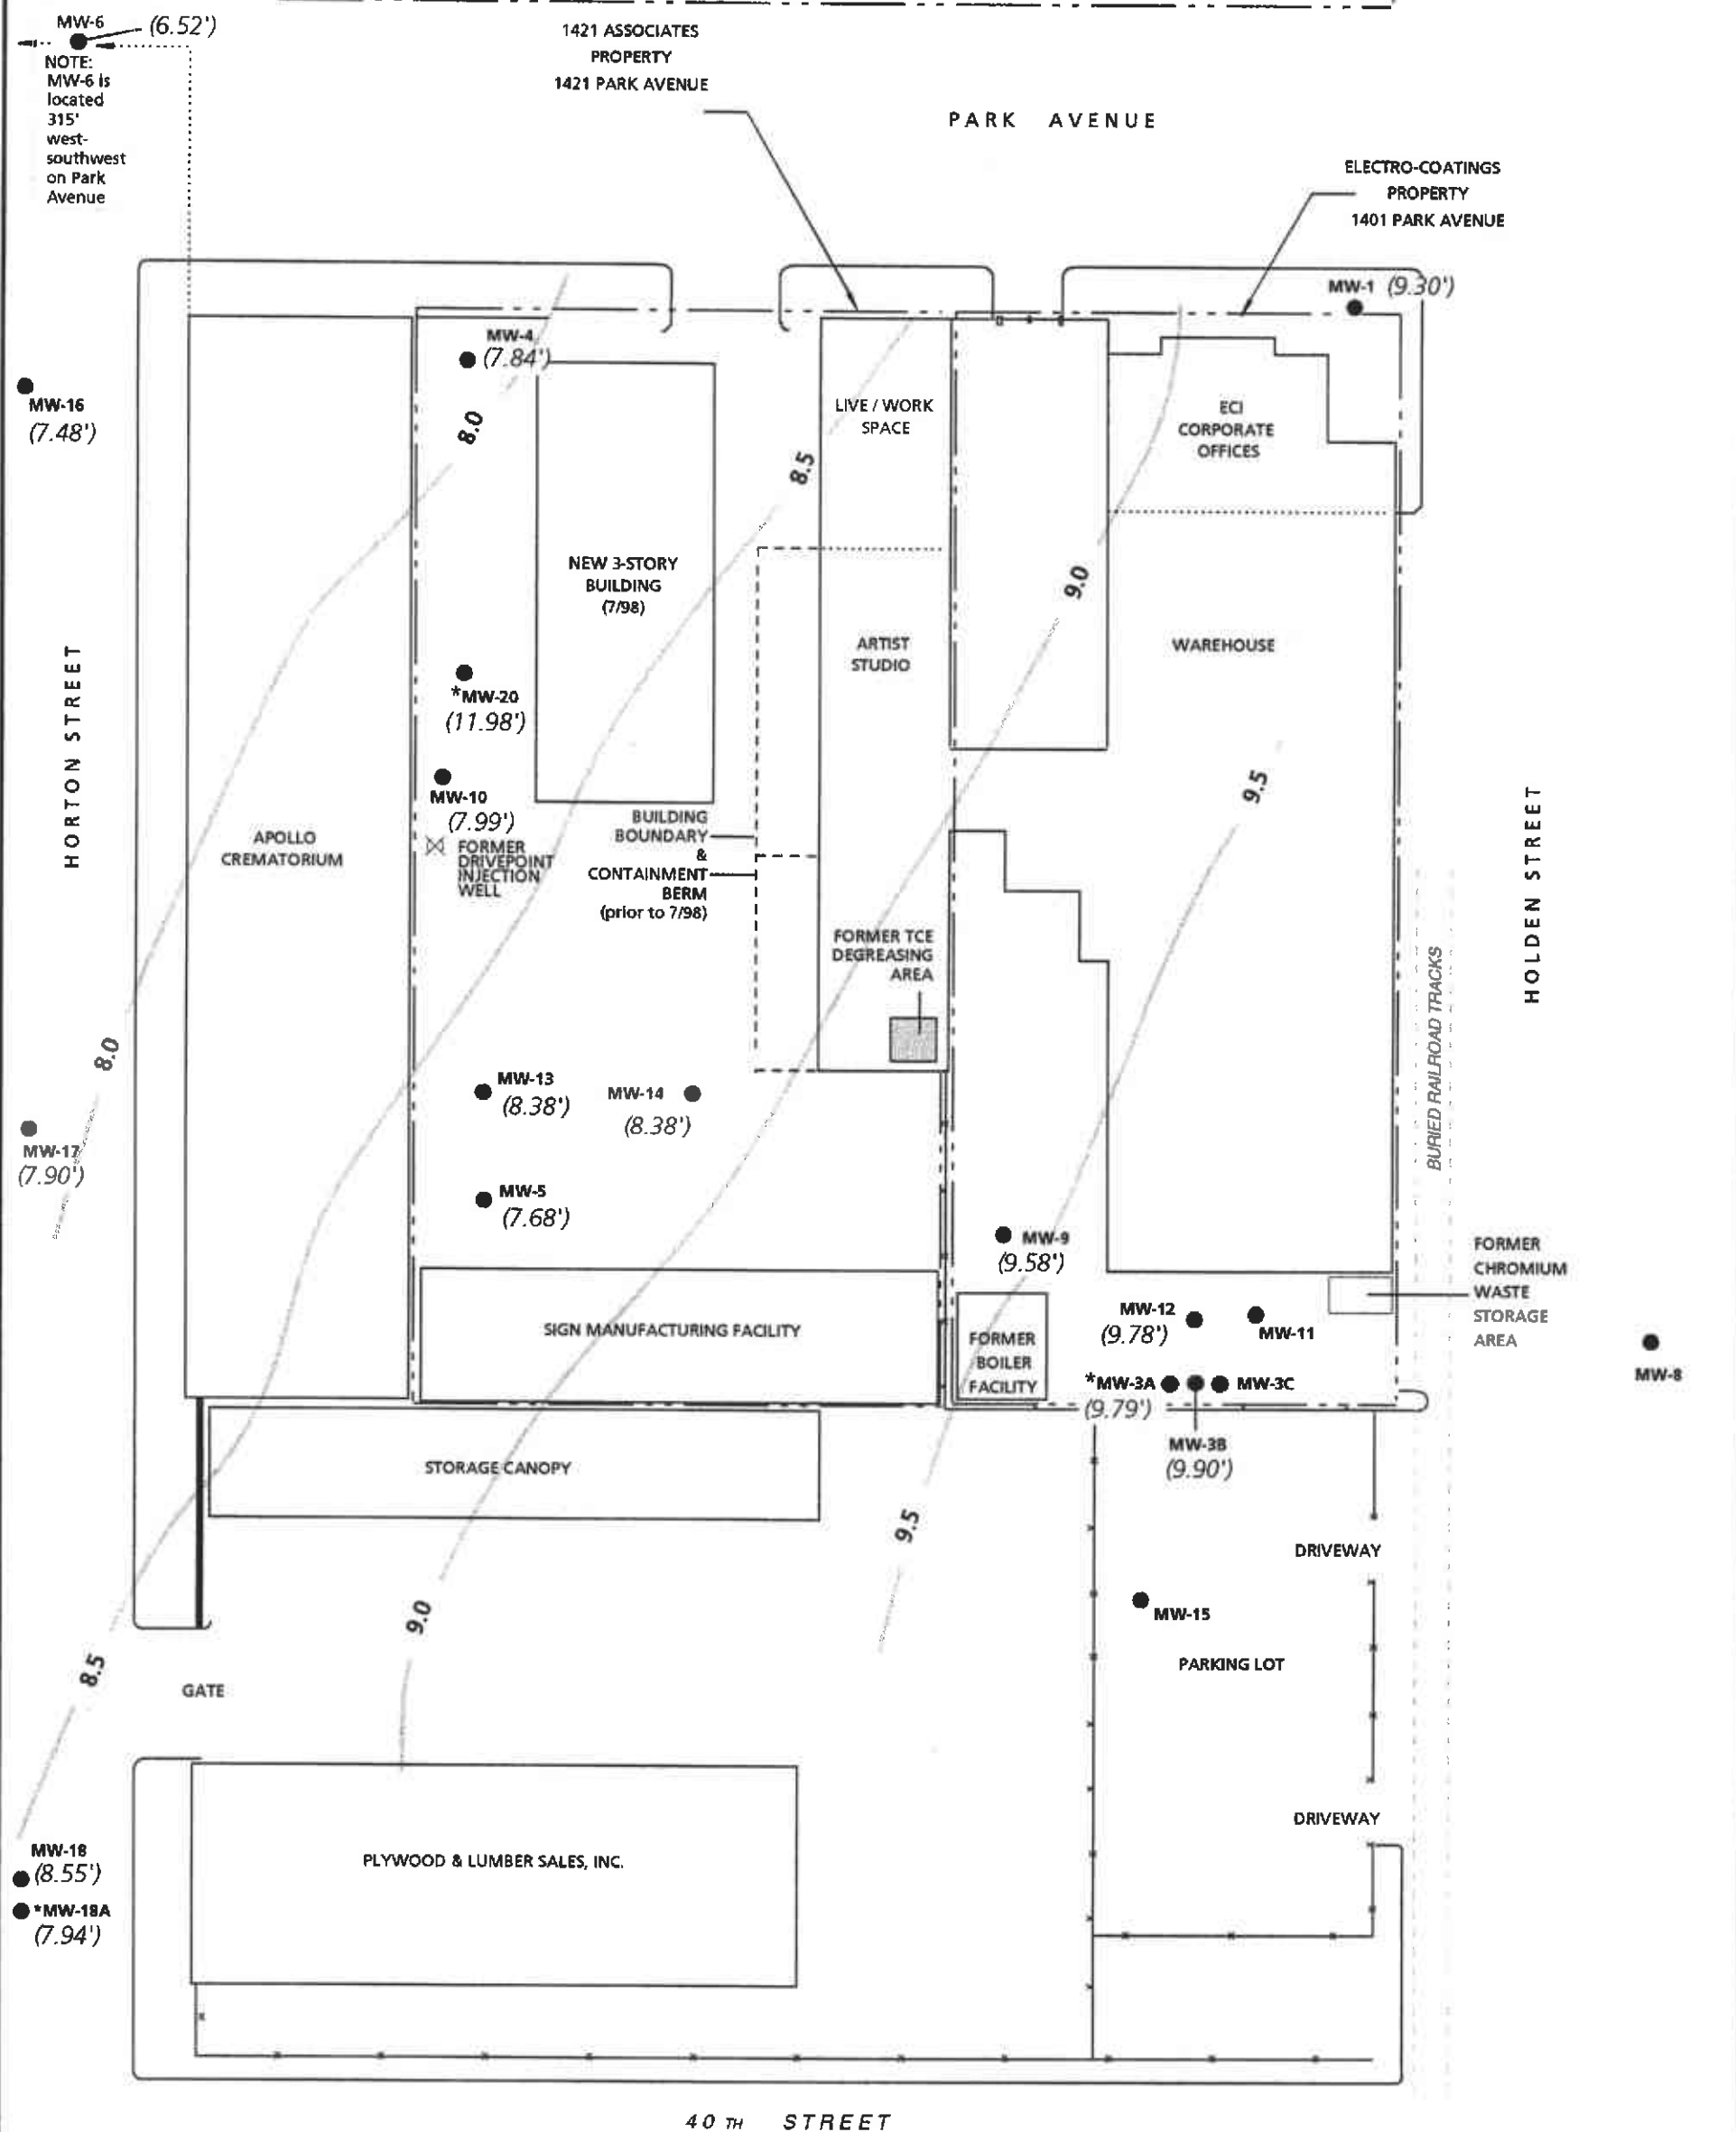 MW-6
(6.52')
NOTE:
MW-6 is
located
315'
west-
southwest
on Park
Avenue
1421 ASSOCIATES
PROPERTY
1421 PARK AVENUE
PARK AVENUE
ELECTRO-COATINGS
PROPERTY
1401 PARK AVENUE
MW-1 (9.30')
MW-4
(7.84')
MW-16
(7.48')
8.0
8.5
LIVE / WORK
SPACE
ECI
CORPORATE
OFFICES
NEW 3-STORY
BUILDING
(7/98)
9.0
ARTIST
STUDIO
WAREHOUSE
HORTON STREET
*MW-20
(11.98')
MW-10
(7.99')
9.5
HOLDEN STREET
APOLLO
CREMATORIUM
FORMER
DRIVEPOINT
INJECTION
WELL
BUILDING
BOUNDARY
&
CONTAINMENT
BERM
(prior to 7/98)
FORMER TCE
DEGREASING
AREA
BURIED RAILROAD TRACKS
8.0
MW-13
(8.38')
MW-14
(8.38')
MW-17
(7.90')
MW-5
(7.68')
MW-9
(9.58')
FORMER
CHROMIUM
WASTE
STORAGE
AREA
MW-12
(9.78')
MW-11
SIGN MANUFACTURING FACILITY
FORMER
BOILER
FACILITY
*MW-3A
(9.79')
MW-3C
MW-8
MW-3B
(9.90')
STORAGE CANOPY
9.5
DRIVEWAY
9.0
MW-15
PARKING LOT
8.5
GATE
DRIVEWAY
MW-18
(8.55')
*MW-18A
(7.94')
PLYWOOD & LUMBER SALES, INC.
40 TH STREET